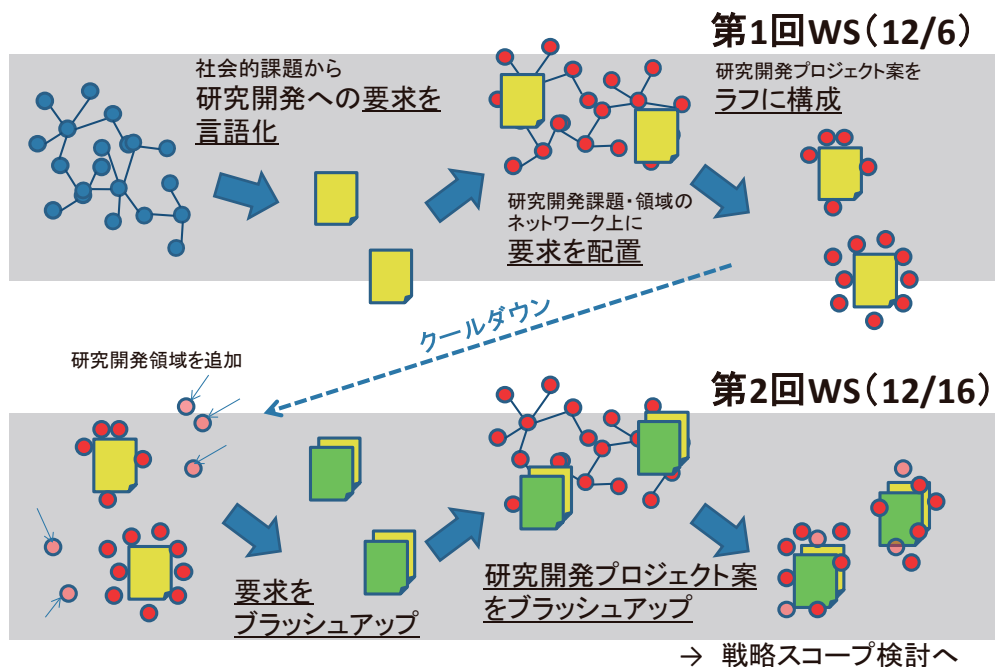 第1回WS(12/6)
社会的課題から
研究開発への要求を
言語化
研究開発課題・領域の
ネットワーク上に
要求を配置
研究開発プロジェクト案を
ラフに構成
クールダウン
研究開発領域を追加
第2回WS(12/16)
要求を
ブラッシュアップ
研究開発プロジェクト案
をブラッシュアップ
→ 戦略スコープ検討へ